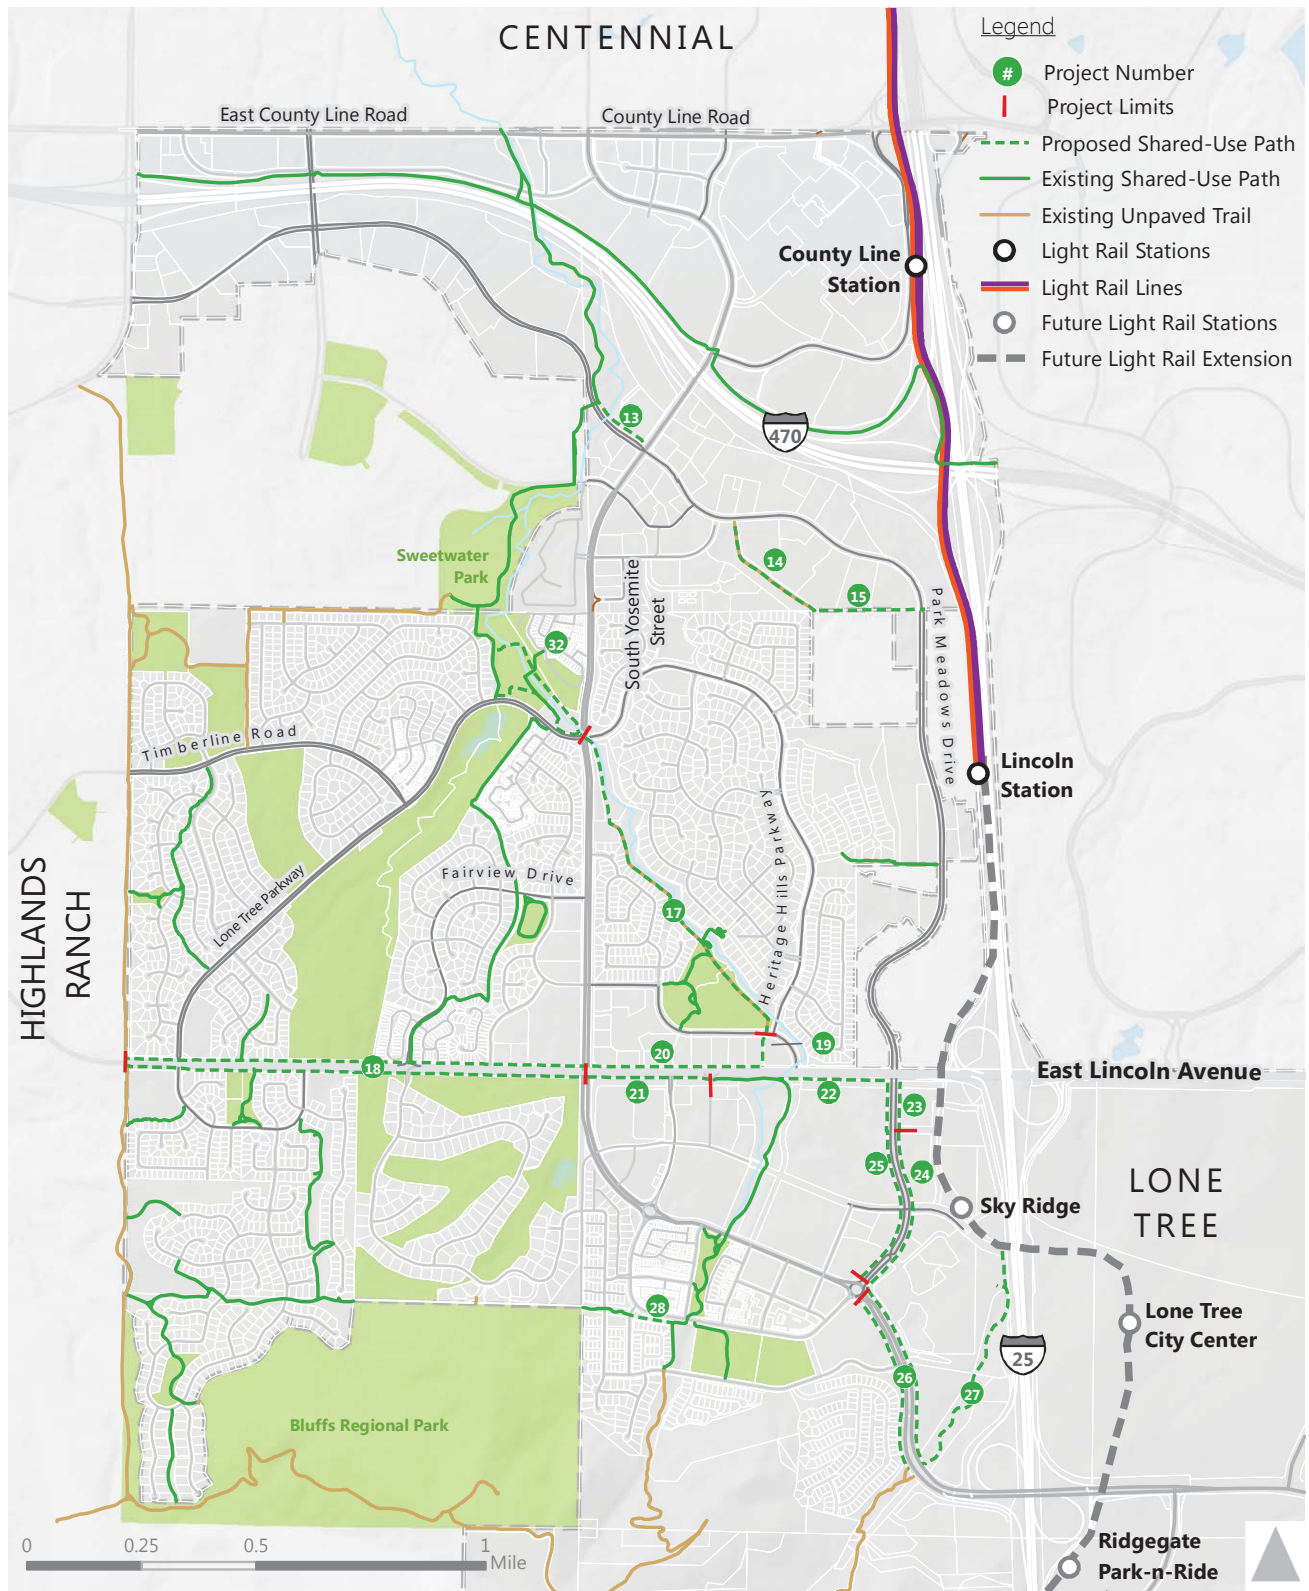 CENTENNIAL
Legend
# Project Number
Project Limits
Proposed Shared-Use Path
Existing Shared-Use Path
Existing Unpaved Trail
Light Rail Stations
Light Rail Lines
Future Light Rail Stations
Future Light Rail Extension
East County Line Road
County Line Road
County Line
Station
470
13
Sweetwater
Park
14
15
South Yosemite
Street
Park Meadows Drive
32
Timberline Road
Lincoln
Station
Heritage Hills Parkway
HIGHLANDS
RANCH
Lone Tree Parkway
Fairview Drive
17
18
20
19
East Lincoln Avenue
21
22
23
25
24
LONE
TREE
Sky Ridge
28
Lone Tree
City Center
25
26
27
Bluffs Regional Park
Ridgegate
Park-n-Ride
0
0.25
0.5
1
Mile